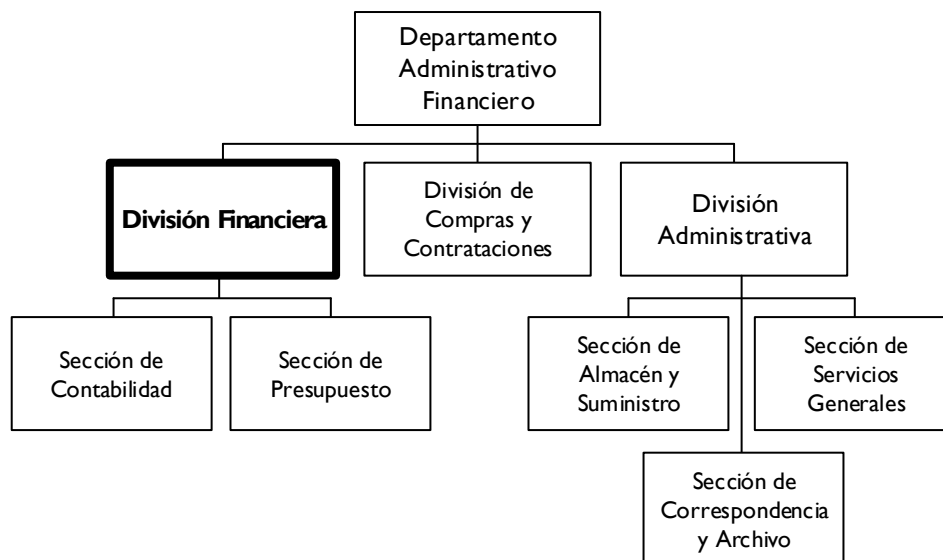 Departamento
Administrativo
Financiero
División Financiera
División de
Compras y
Contrataciones
División
Administrativa
Sección de
Contabilidad
Sección de
Presupuesto
Sección de
Almacén y
Suministro
Sección de
Servicios
Generales
Sección de
Correspondencia
y Archivo